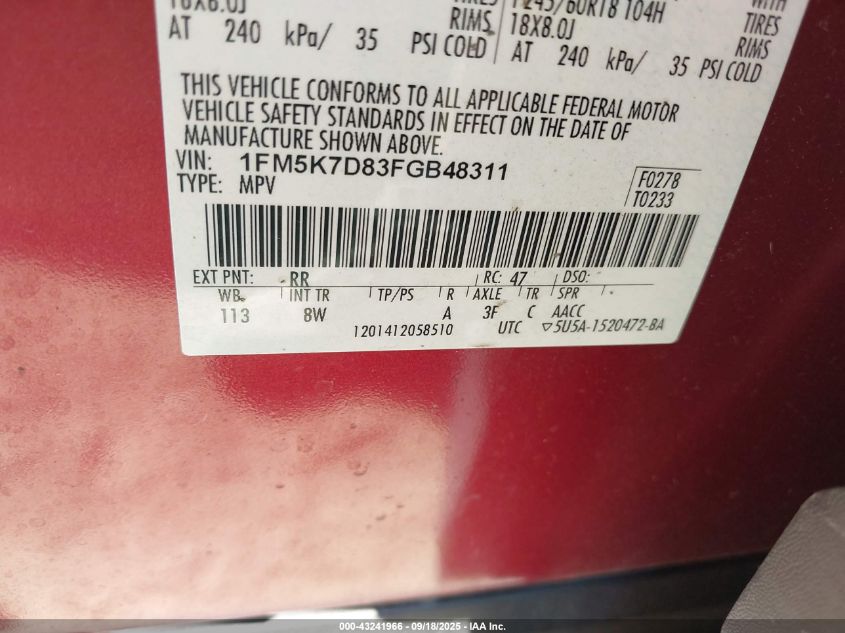 18X8.0J RIMS
AT 240 kPa/ 35 PSI COLD
P245/60R18 104H TIRES
18X8.0J RIMS
AT 240 kPa/ 35 PSI COLD
THIS VEHICLE CONFORMS TO ALL APPLICABLE FEDERAL MOTOR
VEHICLE SAFETY STANDARDS IN EFFECT ON THE DATE OF
MANUFACTURE SHOWN ABOVE.
VIN: 1FM5K7D83FGB48311
TYPE: MPV
F0278
T0233
EXT PNT: RR RC: 47 DSO:
WB INT TR TP/PS R AXLE TR SPR
113 8W A 3F C AACC
1201412058510 UTC ▽5U5A-1520472-BA
000-43241966 - 09/18/2025 - IAA Inc.